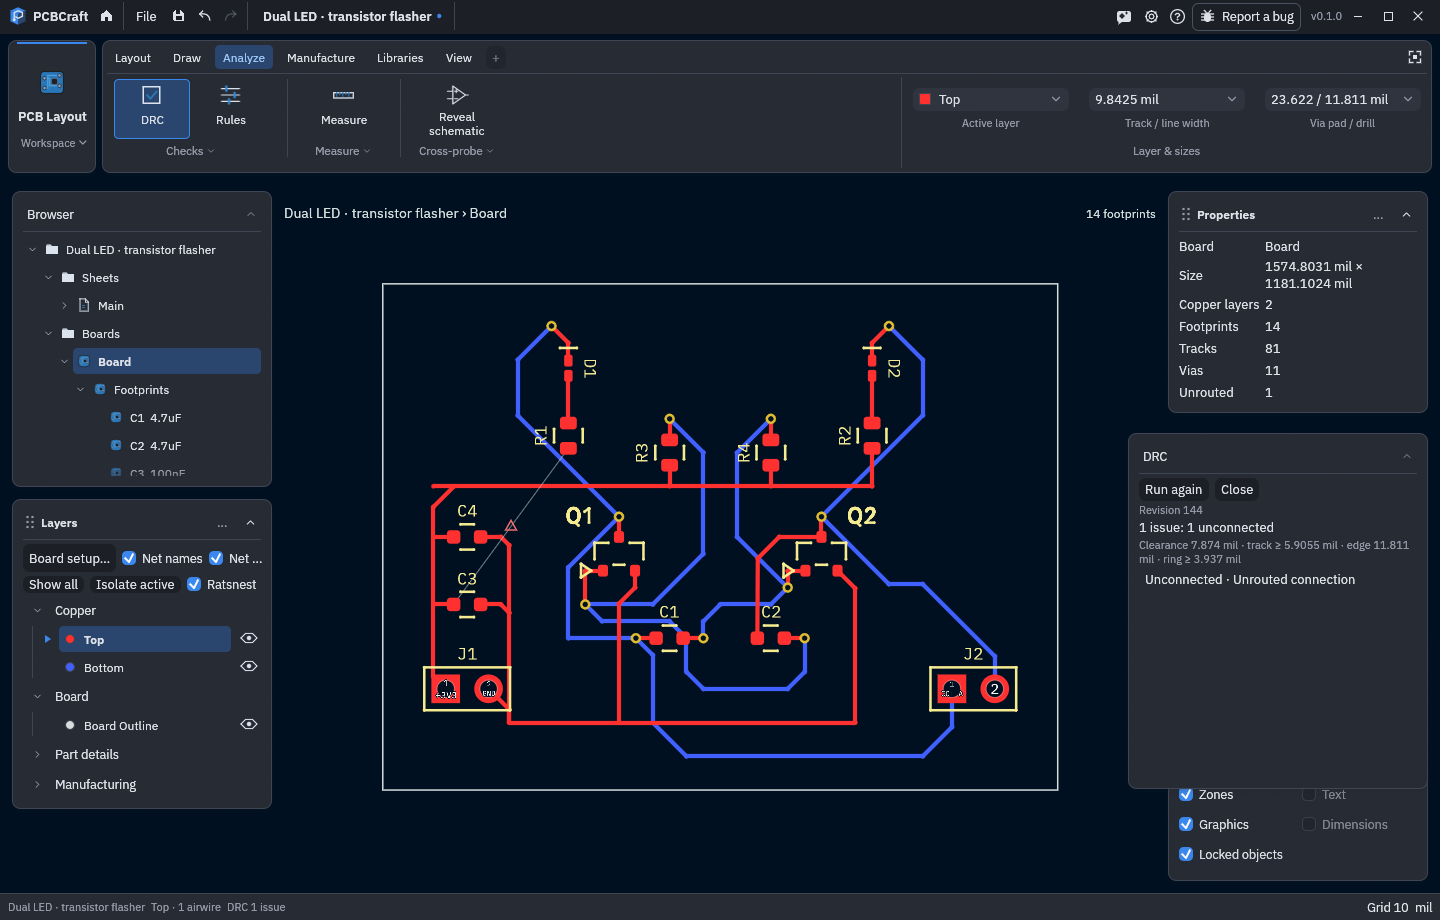 PCBCraft
File
Dual LED · transistor flasher
Report a bug
v0.1.0
PCB Layout
Workspace
Layout
Draw
Analyze
Manufacture
Libraries
View
+
DRC
Rules
Checks
Measure
Measure
Reveal
schematic
Cross-probe
Top
Active layer
9.8425 mil
Track / line width
23.622 / 11.811 mil
Via pad / drill
Layer & sizes
Browser
Dual LED · transistor flasher
Sheets
Main
Boards
Board
Footprints
C1 4.7uF
C2 4.7uF
C3 100nF
Layers
...
Board setup...
Net names
Net ...
Show all
Isolate active
Ratsnest
Copper
Top
Bottom
Board
Board Outline
Part details
Manufacturing
Dual LED · transistor flasher › Board
14 footprints
D1
D2
R1
R3
R4
R2
C4
Q1
Q2
C3
C1
C2
J1
J2
2
Properties
...
Board Board
Size 1574.8031 mil ×
1181.1024 mil
Copper layers 2
Footprints 14
Tracks 81
Vias 11
Unrouted 1
DRC
Run again
Close
Revision 144
1 issue: 1 unconnected
Clearance 7.874 mil · track ≥ 5.9055 mil · edge 11.811
mil · ring ≥ 3.937 mil
Unconnected · Unrouted connection
Zones
Text
Graphics
Dimensions
Locked objects
Dual LED · transistor flasher Top · 1 airwire DRC 1 issue
Grid 10 mil